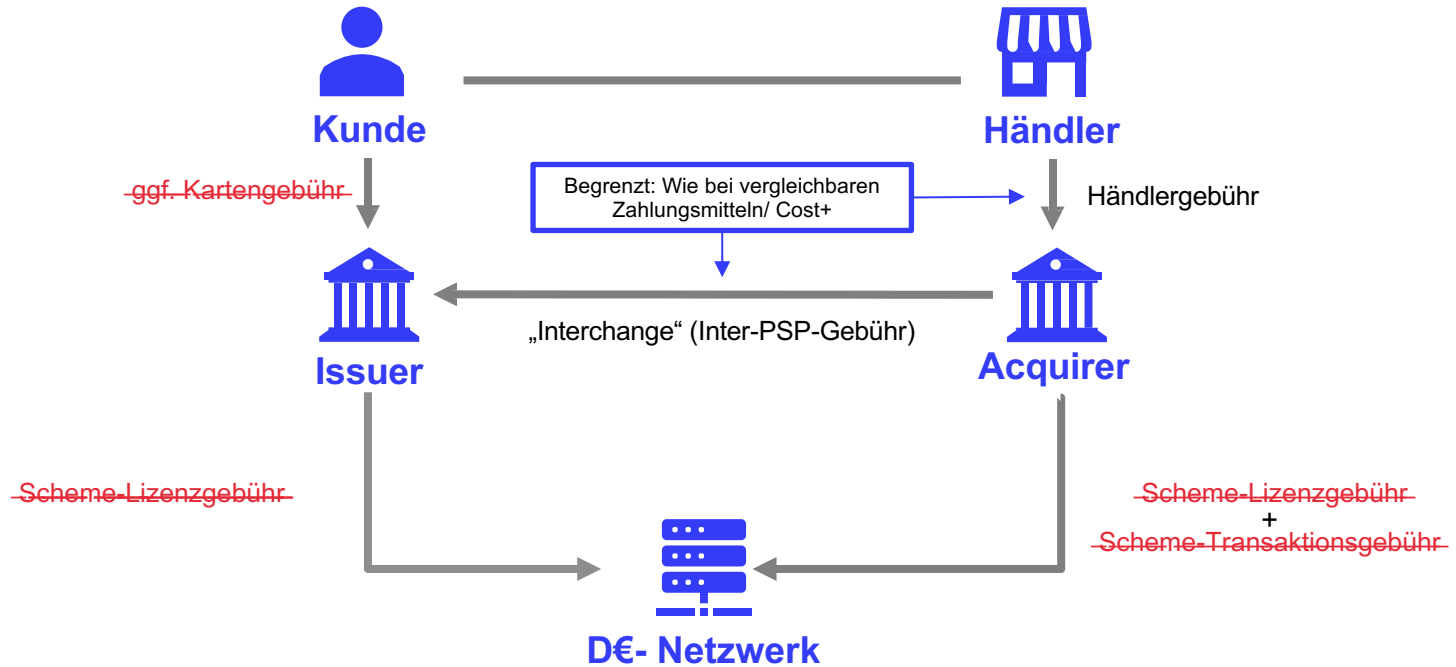 Kunde
Händler
ggf. Kartengebühr
Begrenzt: Wie bei vergleichbaren
Zahlungsmitteln/ Cost+
Händlergebühr
„Interchange“ (Inter-PSP-Gebühr)
Issuer
Acquirer
Scheme-Lizenzgebühr
Scheme-Lizenzgebühr
+
Scheme-Transaktionsgebühr
D€- Netzwerk